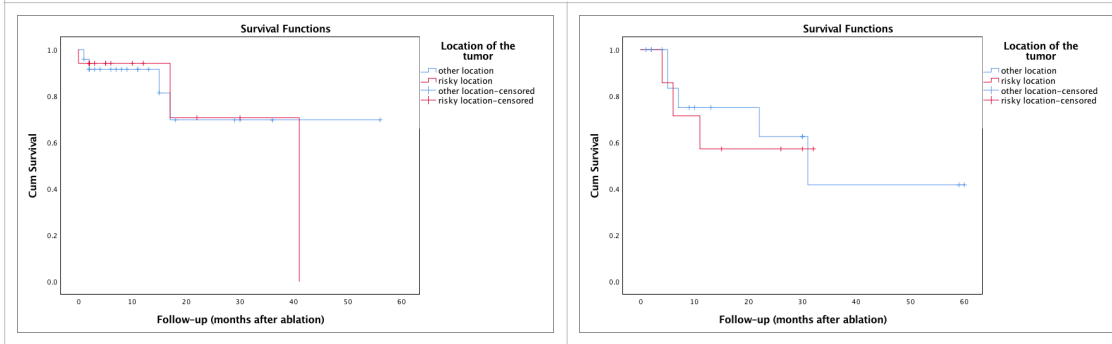 Survival Functions
Location of the
tumor
other location
risky location
other location-censored
risky location-censored
Cum Survival
1.0
0.8
0.6
0.4
0.2
0.0
0 10 20 30 40 50 60
Follow-up (months after ablation)
Survival Functions
Location of the
tumor
other location
risky location
other location-censored
risky location-censored
Cum Survival
1.0
0.8
0.6
0.4
0.2
0.0
0 10 20 30 40 50 60
Follow-up (months after ablation)